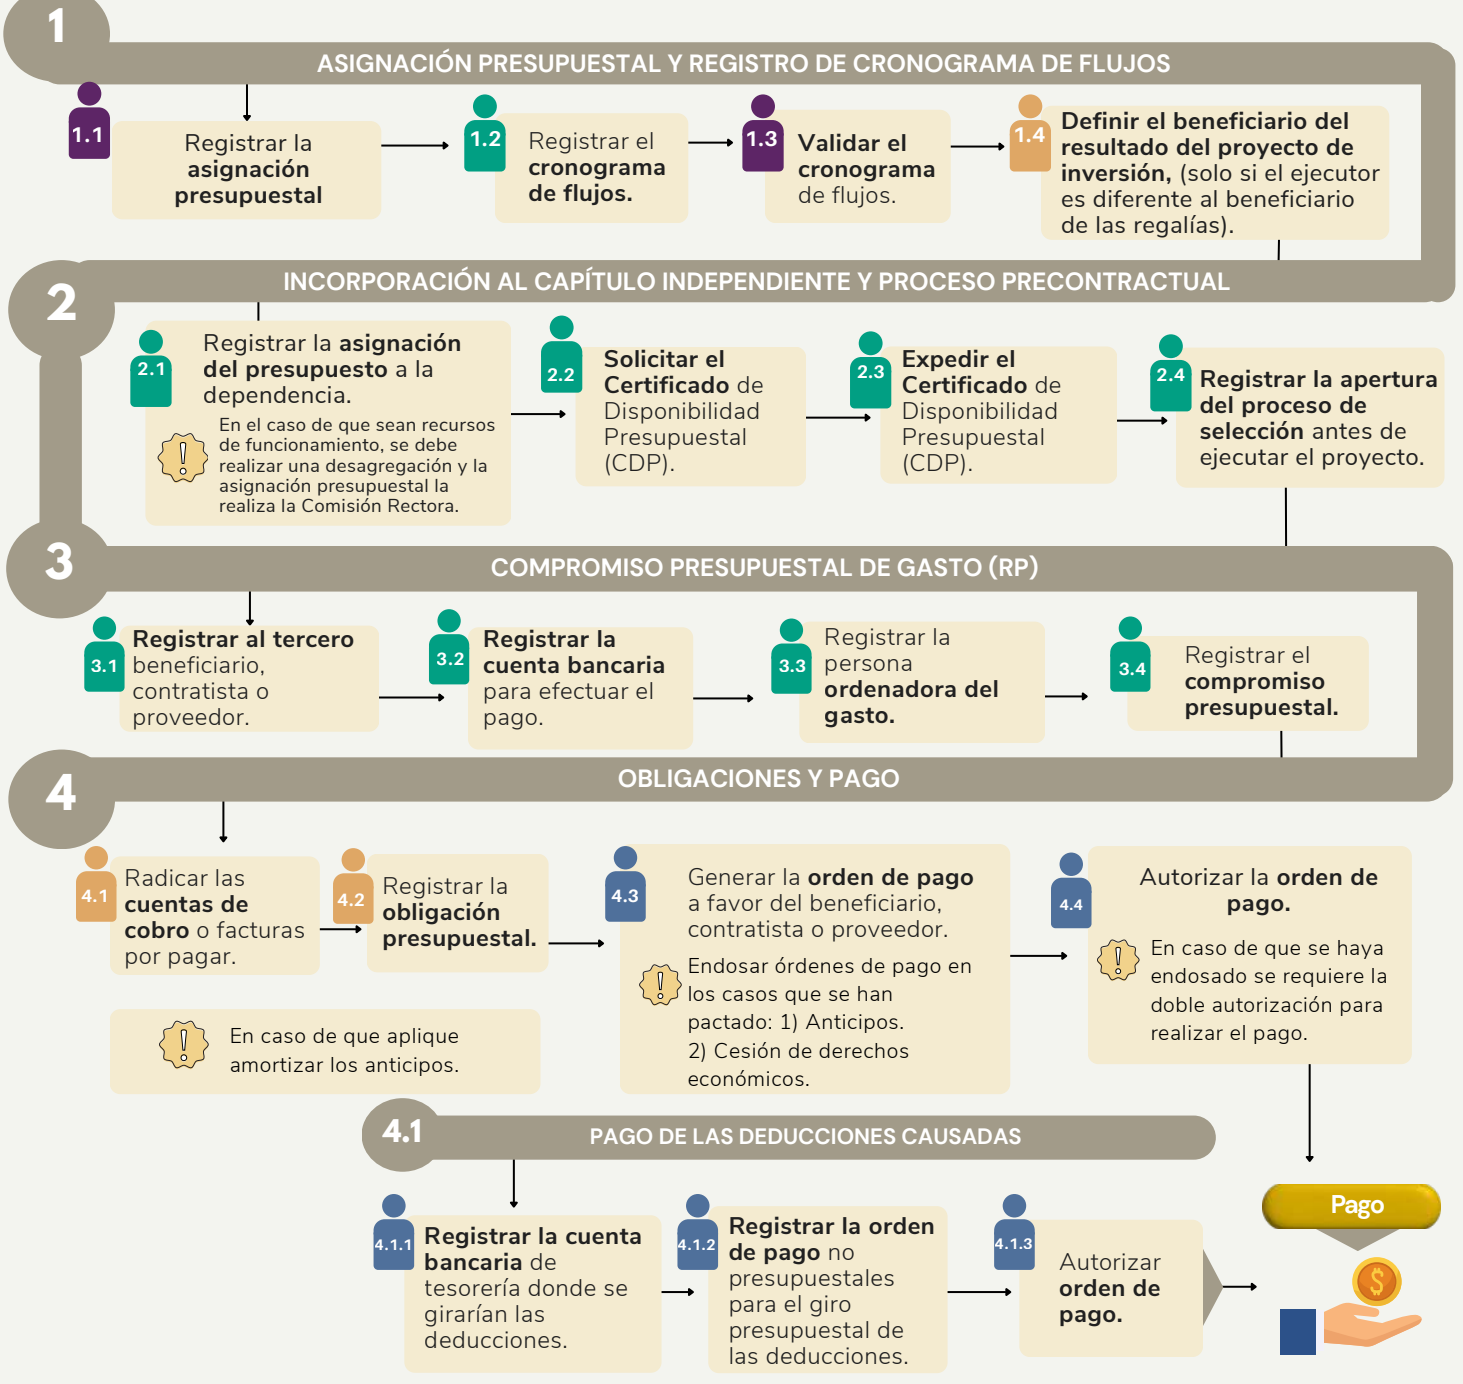 1
ASIGNACIÓN PRESUPUESTAL Y REGISTRO DE CRONOGRAMA DE FLUJOS
1.1
Registrar la
asignación
presupuestal
1.2
Registrar el
cronograma
de flujos.
1.3
Validar el
cronograma
de flujos.
1.4
Definir el beneficiario del
resultado del proyecto de
inversión, (solo si el ejecutor
es diferente al beneficiario
de las regalías).
2
INCORPORACIÓN AL CAPÍTULO INDEPENDIENTE Y PROCESO PRECONTRACTUAL
2.1
Registrar la asignación
del presupuesto a la
dependencia.
En el caso de que sean recursos
de funcionamiento, se debe
realizar una desagregación y la
asignación presupuestal la
realiza la Comisión Rectora.
2.2
Solicitar el
Certificado de
Disponibilidad
Presupuestal
(CDP).
2.3
Expedir el
Certificado de
Disponibilidad
Presupuestal
(CDP).
2.4
Registrar la apertura
del proceso de
selección antes de
ejecutar el proyecto.
3
COMPROMISO PRESUPUESTAL DE GASTO (RP)
3.1
Registrar al tercero
beneficiario,
contratista o
proveedor.
3.2
Registrar la
cuenta bancaria
para efectuar el
pago.
3.3
Registrar la
persona
ordenadora del
gasto.
3.4
Registrar el
compromiso
presupuestal.
4
OBLIGACIONES Y PAGO
4.1
Radicar las
cuentas de
cobro o facturas
por pagar.
4.2
Registrar la
obligación
presupuestal.
En caso de que aplique
amortizar los anticipos.
4.3
Generar la orden de pago
a favor del beneficiario,
contratista o proveedor.
Endosar órdenes de pago en
los casos que se han
pactado: 1) Anticipos.
2) Cesión de derechos
económicos.
4.4
Autorizar la orden de
pago.
En caso de que se haya
endosado se requiere la
doble autorización para
realizar el pago.
4.1
PAGO DE LAS DEDUCCIONES CAUSADAS
4.1.1
Registrar la cuenta
bancaria de
tesorería donde se
girarían las
deducciones.
4.1.2
Registrar la orden
de pago no
presupuestales
para el giro
presupuestal de
las deducciones.
4.1.3
Autorizar
orden de
pago.
Pago
$